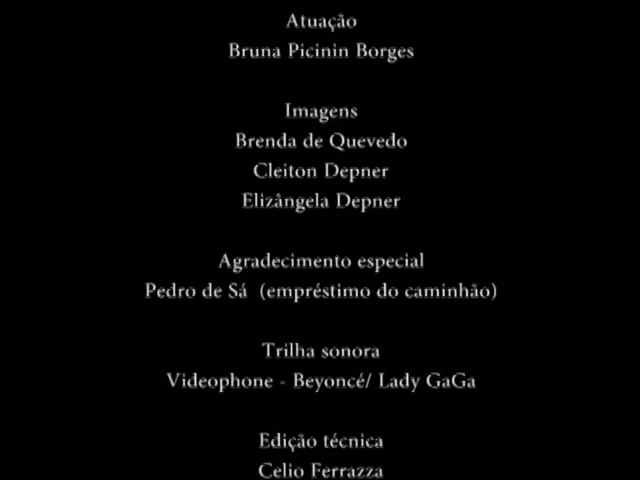 Atuação
Bruna Picinin Borges
Imagens
Brenda de Quevedo
Cleiton Depner
Elizângela Depner
Agradecimento especial
Pedro de Sá (empréstimo do caminhão)
Trilha sonora
Videophone - Beyoncé/ Lady GaGa
Edição técnica
Celio Ferrazza